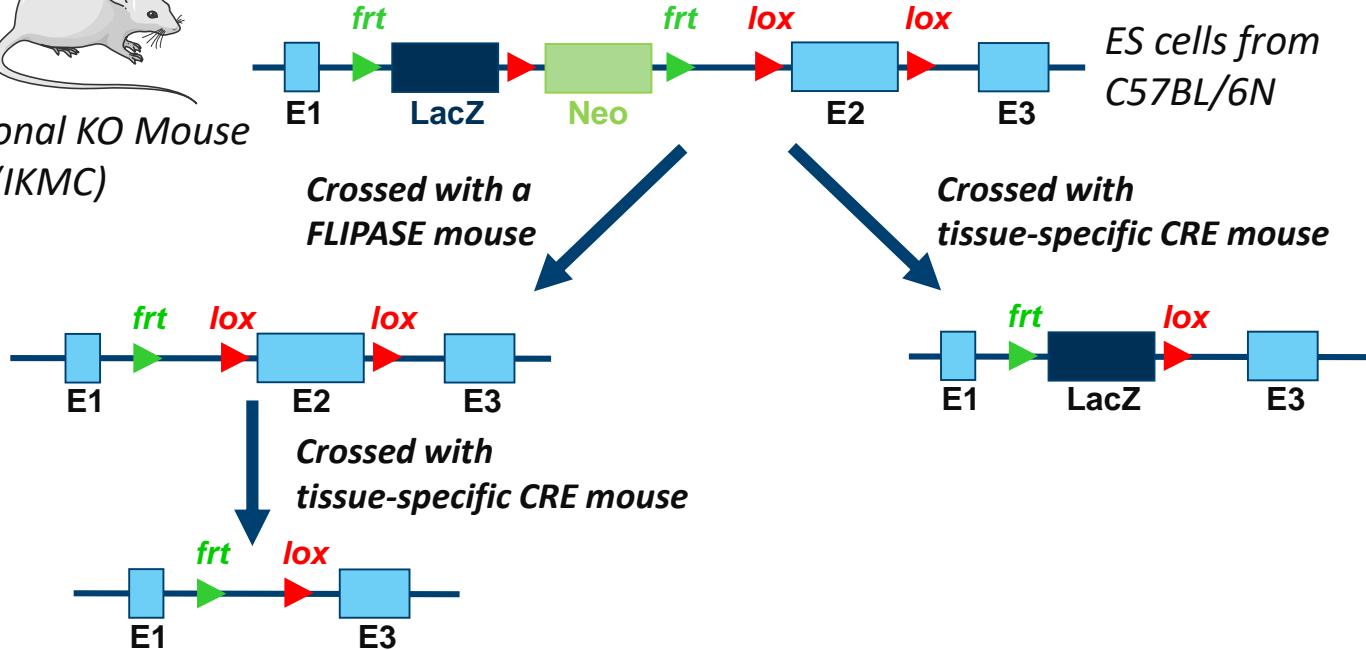 frt frt lox lox
ES cells from
C57BL/6N
E1 LacZ Neo E2 E3
onal KO Mouse
IKMC)
Crossed with a
FLIPASE mouse
Crossed with
tissue-specific CRE mouse
frt lox lox
E1 E2 E3
frt lox
E1 LacZ E3
Crossed with
tissue-specific CRE mouse
frt lox
E1 E3